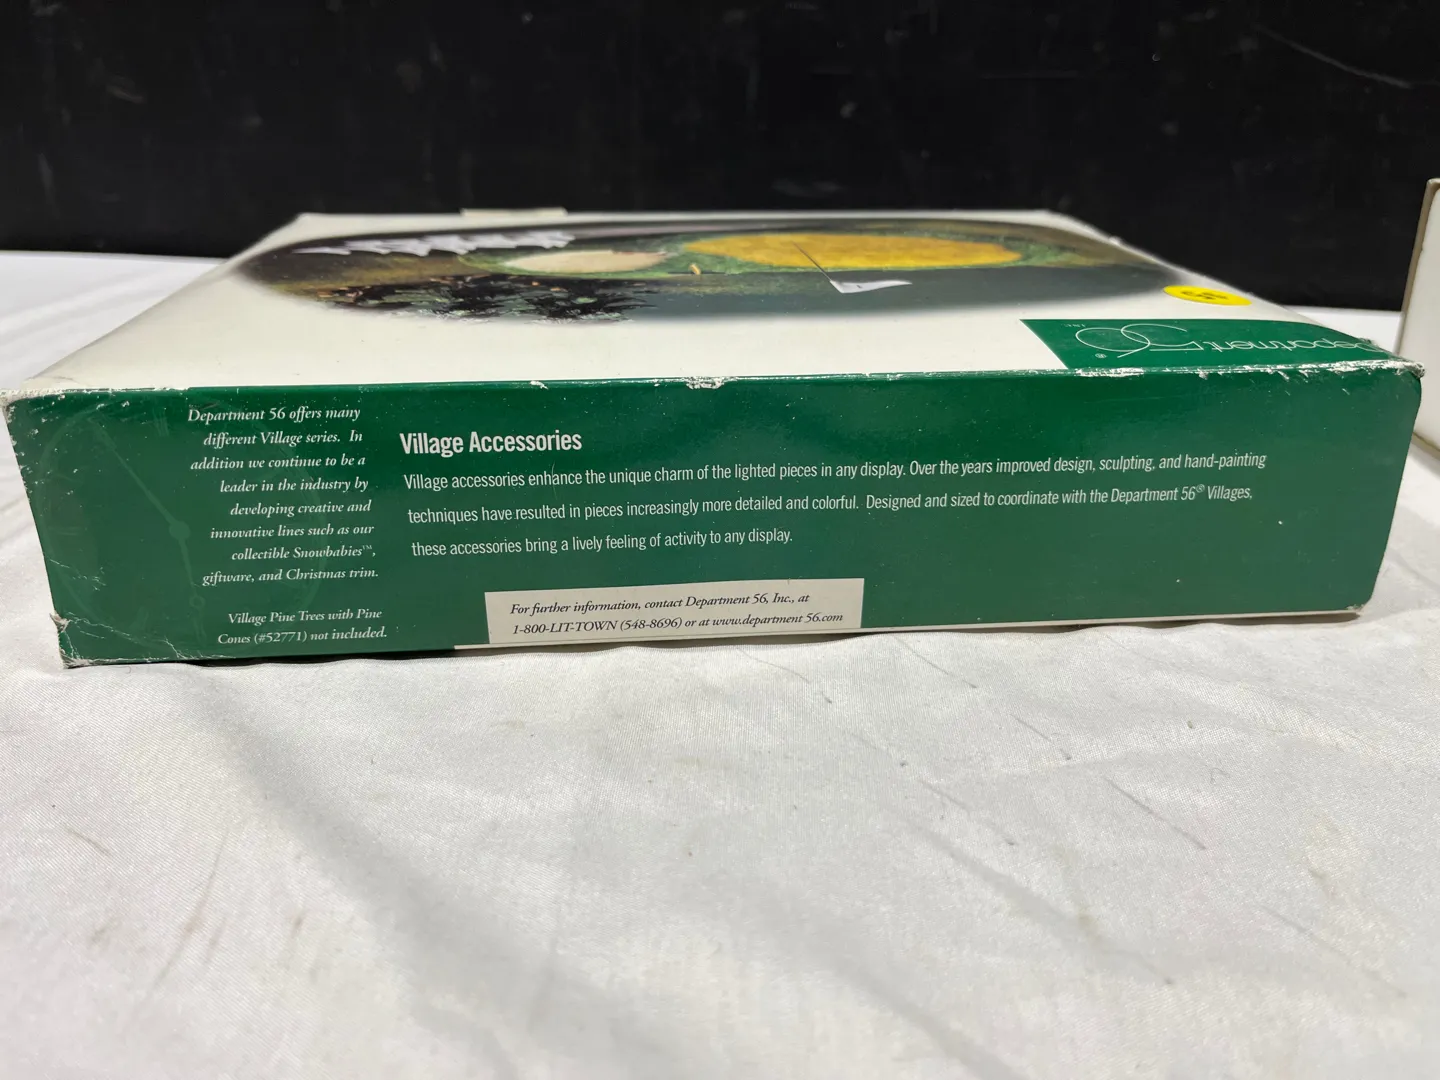 Department 56
INC.
®
Department 56 offers many
different Village series. In
addition we continue to be a
leader in the industry by
developing creative and
innovative lines such as our
collectible Snowbabies™,
giftware, and Christmas trim.
Village Pine Trees with Pine
Cones (#52771) not included.
Village Accessories
Village accessories enhance the unique charm of the lighted pieces in any display. Over the years improved design, sculpting, and hand-painting
techniques have resulted in pieces increasingly more detailed and colorful. Designed and sized to coordinate with the Department 56® Villages,
these accessories bring a lively feeling of activity to any display.
For further information, contact Department 56, Inc., at
1-800-LIT-TOWN (548-8696) or at www.department 56.com